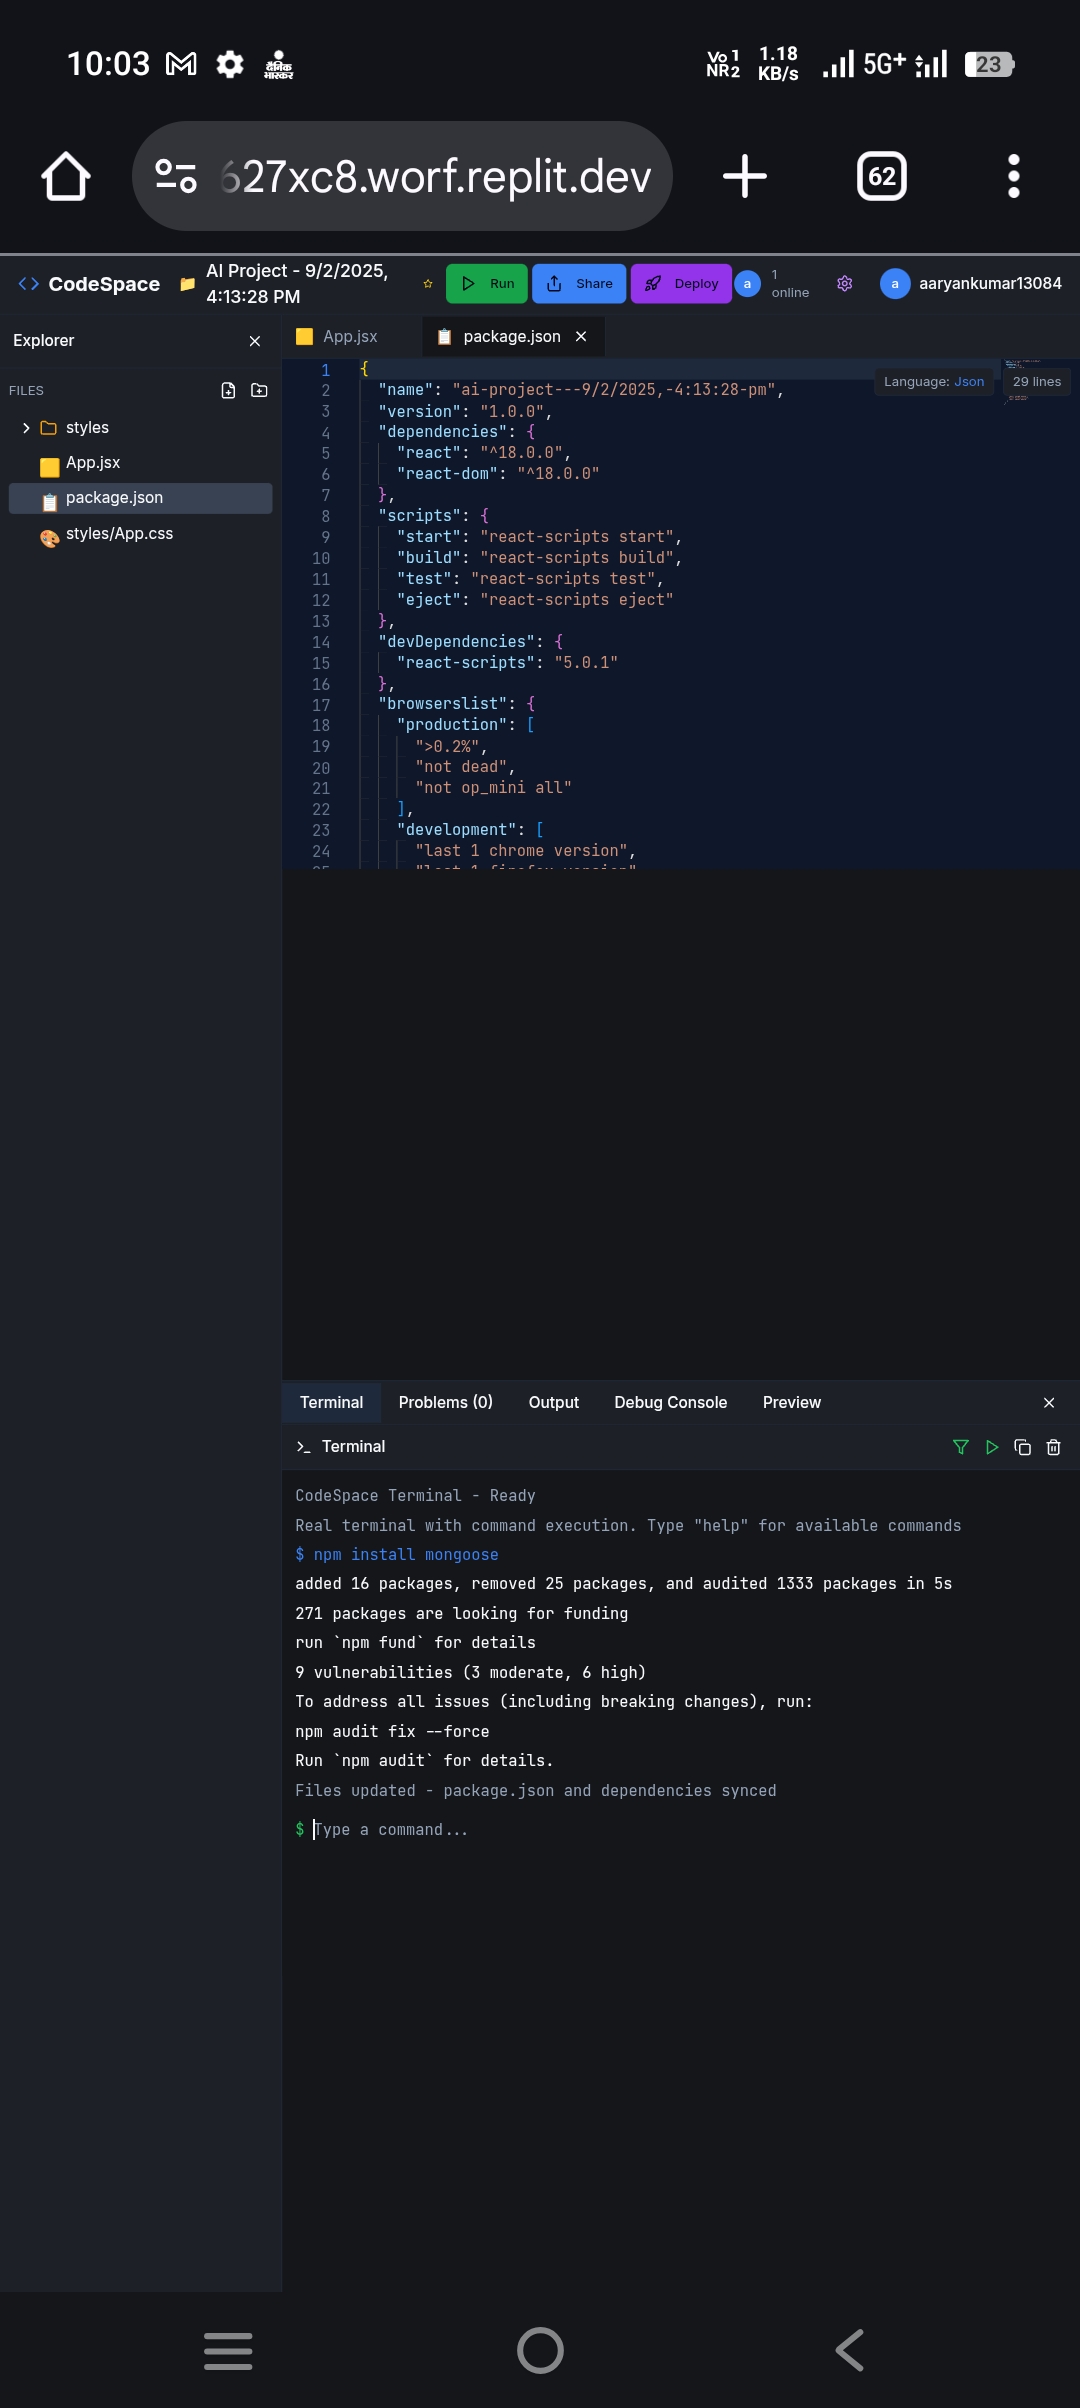 10:03
दैनिक
भास्कर
Vo 1
NR2
1.18
KB/s
5G+
23
627xc8.worf.replit.dev
62
CodeSpace
AI Project - 9/2/2025,
4:13:28 PM
Run
Share
Deploy
a
1
online
a
aaryankumar13084
Explorer
App.jsx
package.json
FILES
styles
App.jsx
package.json
styles/App.css
Language: Json
29 lines
1 {
2 "name": "ai-project---9/2/2025,-4:13:28-pm",
3 "version": "1.0.0",
4 "dependencies": {
5 "react": "^18.0.0",
6 "react-dom": "^18.0.0"
7 },
8 "scripts": {
9 "start": "react-scripts start",
10 "build": "react-scripts build",
11 "test": "react-scripts test",
12 "eject": "react-scripts eject"
13 },
14 "devDependencies": {
15 "react-scripts": "5.0.1"
16 },
17 "browserslist": {
18 "production": [
19 ">0.2%",
20 "not dead",
21 "not op_mini all"
22 ],
23 "development": [
24 "last 1 chrome version",
25 "last 1 firefox version"
Terminal
Problems (0)
Output
Debug Console
Preview
Terminal
CodeSpace Terminal - Ready
Real terminal with command execution. Type "help" for available commands
$ npm install mongoose
added 16 packages, removed 25 packages, and audited 1333 packages in 5s
271 packages are looking for funding
run `npm fund` for details
9 vulnerabilities (3 moderate, 6 high)
To address all issues (including breaking changes), run:
npm audit fix --force
Run `npm audit` for details.
Files updated - package.json and dependencies synced
$ Type a command...